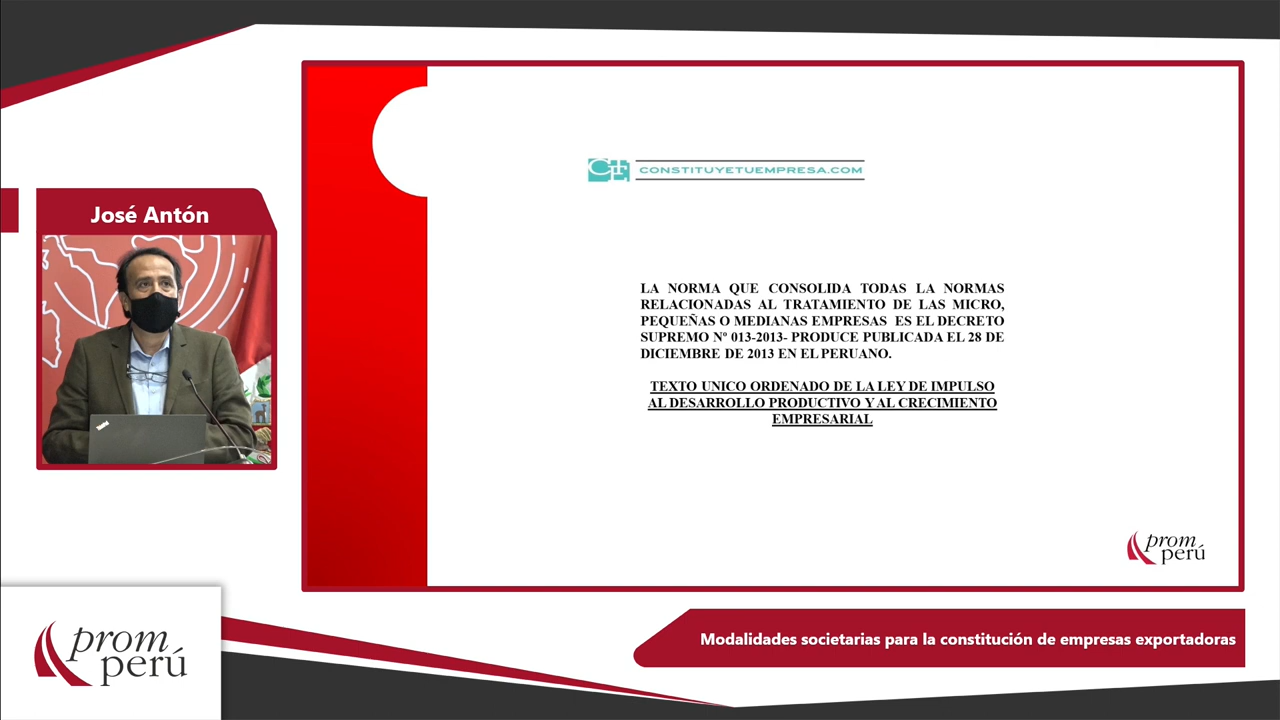 José Antón
CONSTITUYETUEMPRESA.COM
LA NORMA QUE CONSOLIDA TODAS LA NORMAS
RELACIONADAS AL TRATAMIENTO DE LAS MICRO,
PEQUEÑAS O MEDIANAS EMPRESAS ES EL DECRETO
SUPREMO Nº 013-2013- PRODUCE PUBLICADA EL 28 DE
DICIEMBRE DE 2013 EN EL PERUANO.
TEXTO UNICO ORDENADO DE LA LEY DE IMPULSO
AL DESARROLLO PRODUCTIVO Y AL CRECIMIENTO
EMPRESARIAL
prom
perú
Modalidades societarias para la constitución de empresas exportadoras
prom
perú